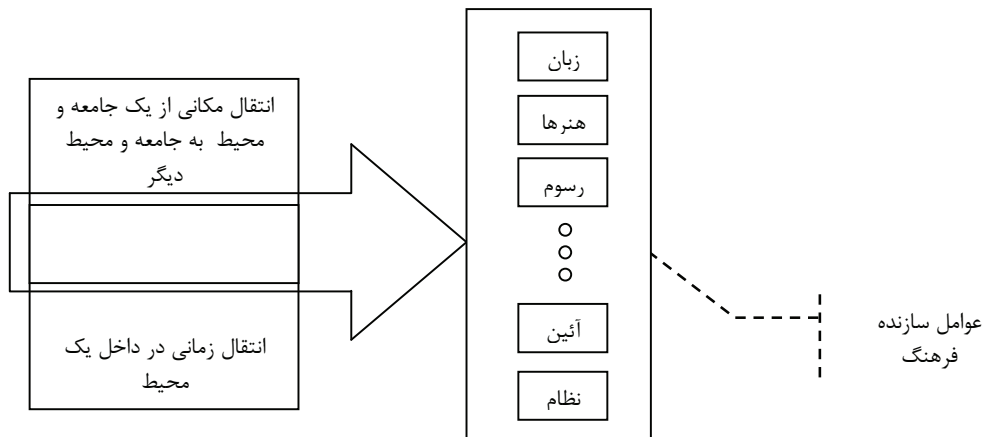 زبان
هنرها
رسوم
آئین
نظام
عوامل سازنده
فرهنگ
انتقال مکانی از یک جامعه و
محیط به جامعه و محیط
دیگر
انتقال زمانی در داخل یک
محیط